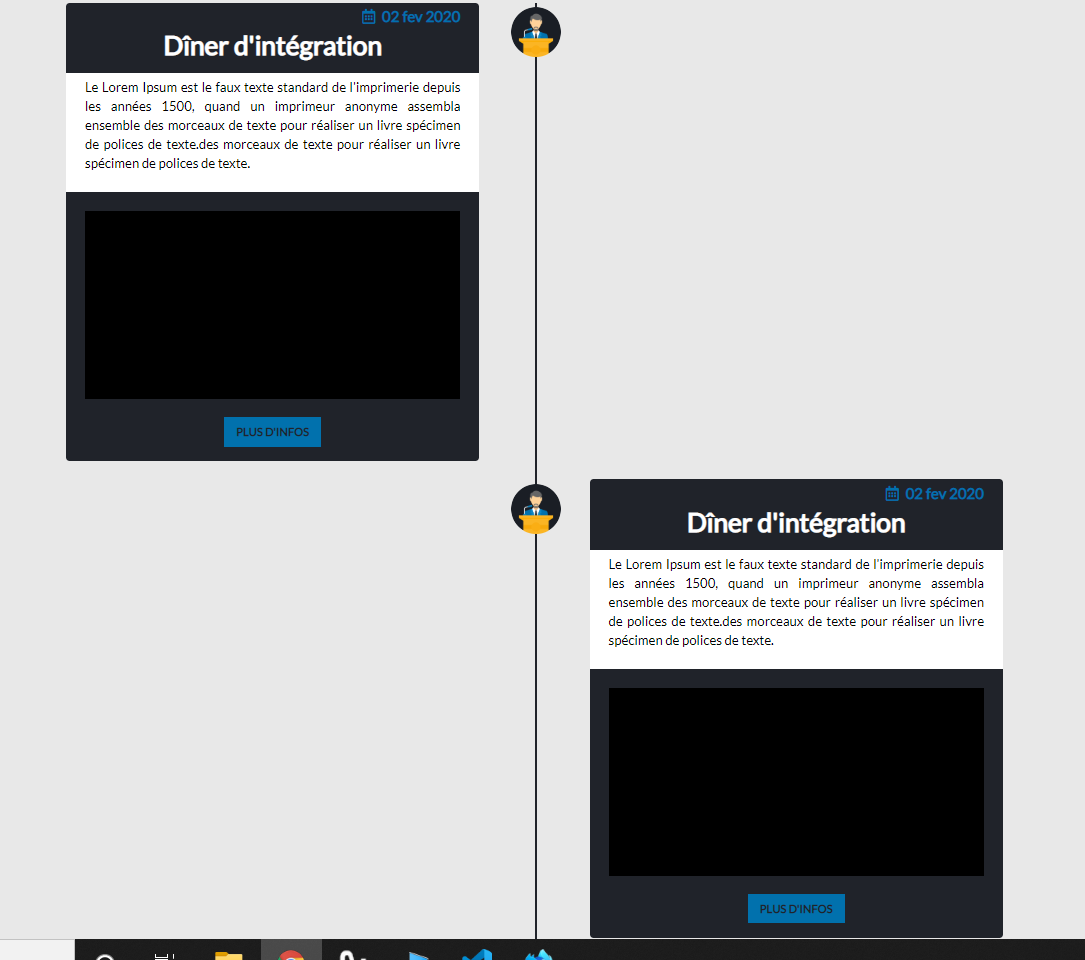 02 fev 2020
Dîner d'intégration
Le Lorem Ipsum est le faux texte standard de l'imprimerie depuis
les années 1500, quand un imprimeur anonyme assembla
ensemble des morceaux de texte pour réaliser un livre spécimen
de polices de texte.des morceaux de texte pour réaliser un livre
spécimen de polices de texte.
PLUS D'INFOS
02 fev 2020
Dîner d'intégration
Le Lorem Ipsum est le faux texte standard de l'imprimerie depuis
les années 1500, quand un imprimeur anonyme assembla
ensemble des morceaux de texte pour réaliser un livre spécimen
de polices de texte.des morceaux de texte pour réaliser un livre
spécimen de polices de texte.
PLUS D'INFOS